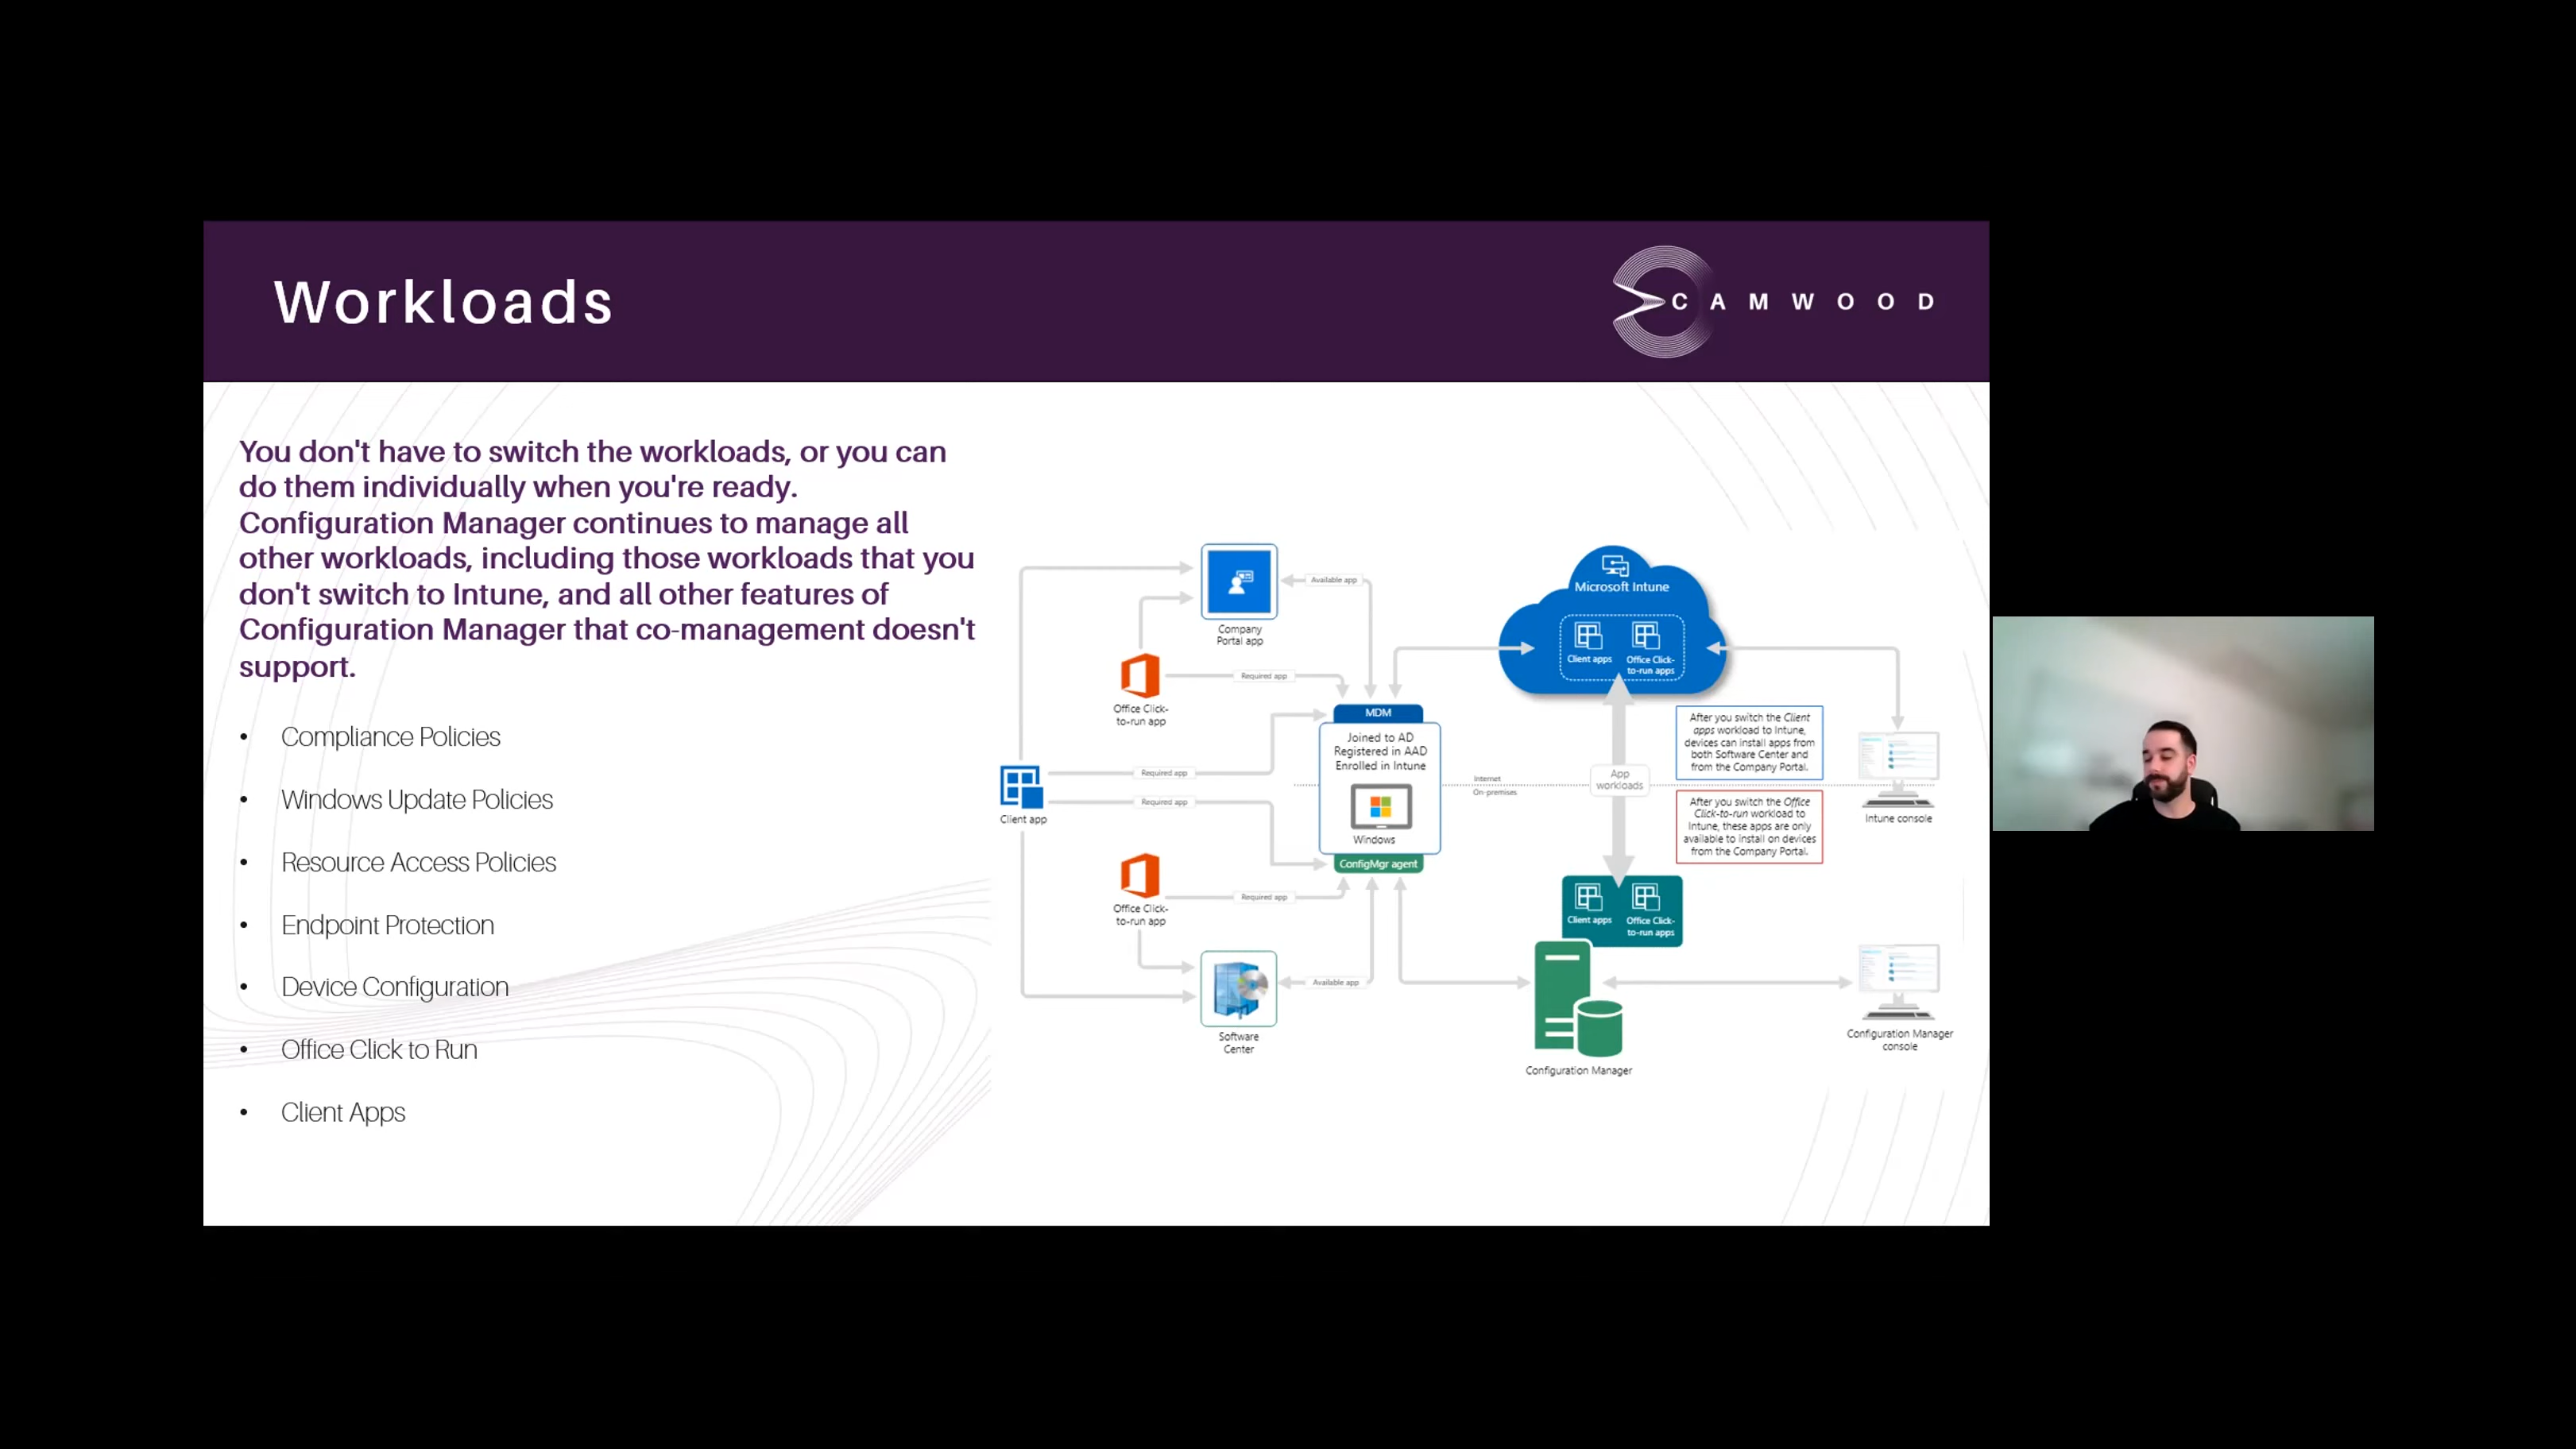 Workloads
CAMWOOD
You don't have to switch the workloads, or you can
do them individually when you're ready.
Configuration Manager continues to manage all
other workloads, including those workloads that you
don't switch to Intune, and all other features of
Configuration Manager that co-management doesn't
support.
• Compliance Policies
• Windows Update Policies
• Resource Access Policies
• Endpoint Protection
• Device Configuration
• Office Click to Run
• Client Apps
Company
Portal app
Available app
Office Click-
to-run app
Required app
Client app
Required app
Required app
Office Click-
to-run app
Required app
Software
Center
Available app
MDM
Joined to AD
Registered in AAD
Enrolled in Intune
Windows
ConfigMgr agent
Internet
On-premises
Microsoft Intune
Client apps
Office Click-
to-run apps
App
workloads
After you switch the Client
apps workload to Intune,
devices can install apps from
both Software Center and
from the Company Portal.
After you switch the Office
Click-to-run workload to
Intune, these apps are only
available to install on devices
from the Company Portal.
Intune console
Client apps
Office Click-
to-run apps
Configuration Manager
Configuration Manager
console